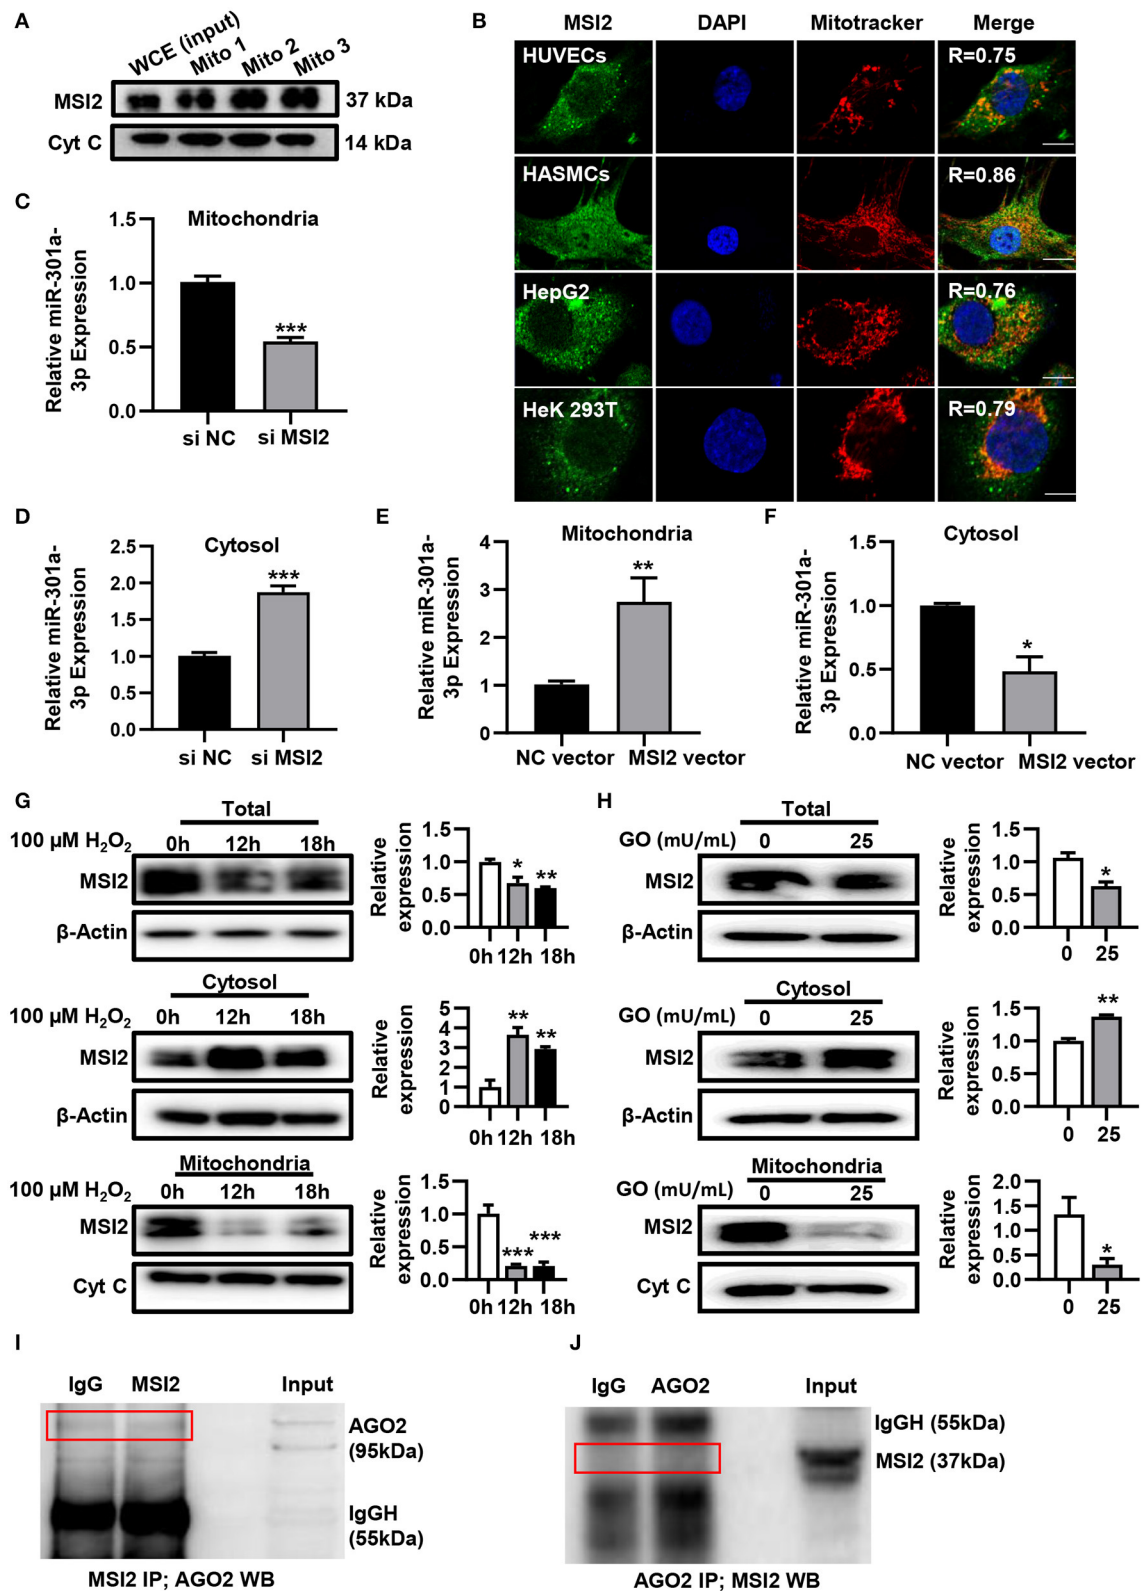 A
WCE (input)
Mito 1
Mito 2
Mito 3
MSI2
37 kDa
Cyt C
14 kDa
B
MSI2
DAPI
Mitotracker
Merge
HUVECs
R=0.75
HASMCs
R=0.86
HepG2
R=0.76
HeK 293T
R=0.79
C
Mitochondria
Relative miR-301a-
3p Expression
1.5
1.0
0.5
0.0
***
si NC
si MSI2
D
Cytosol
Relative miR-301a-
3p Expression
2.5
2.0
1.5
1.0
0.5
0.0
***
si NC
si MSI2
E
Mitochondria
Relative miR-301a-
3p Expression
4
3
2
1
0
**
NC vector
MSI2 vector
F
Cytosol
Relative miR-301a-
3p Expression
1.5
1.0
0.5
0.0
*
NC vector
MSI2 vector
G
Total
100 µM H₂O₂
0h
12h
18h
MSI2
β-Actin
Relative
expression
1.5
1.0
0.5
0.0
*
**
0h
12h
18h
Cytosol
100 µM H₂O₂
0h
12h
18h
MSI2
β-Actin
Relative
expression
5
4
3
2
1
0
**
**
0h
12h
18h
Mitochondria
100 µM H₂O₂
0h
12h
18h
MSI2
Cyt C
Relative
expression
1.5
1.0
0.5
0.0
***
***
0h
12h
18h
H
Total
GO (mU/mL)
0
25
MSI2
β-Actin
Relative
expression
1.5
1.0
0.5
0.0
*
0
25
Cytosol
GO (mU/mL)
0
25
MSI2
β-Actin
Relative
expression
1.5
1.0
0.5
0.0
**
0
25
Mitochondria
GO (mU/mL)
0
25
MSI2
Cyt C
Relative
expression
2.0
1.5
1.0
0.5
0.0
*
0
25
I
IgG
MSI2
Input
AGO2
(95kDa)
IgGH
(55kDa)
MSI2 IP; AGO2 WB
J
IgG
AGO2
Input
IgGH (55kDa)
MSI2 (37kDa)
AGO2 IP; MSI2 WB